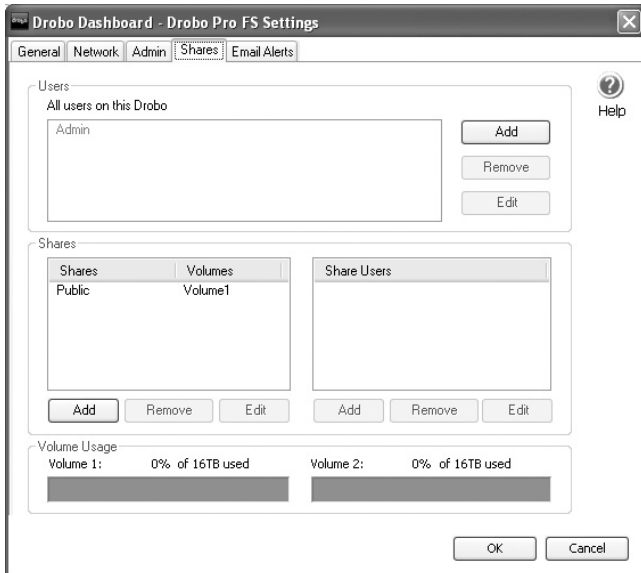 Drobo Dashboard - Drobo Pro FS Settings
General Network Admin Shares Email Alerts
Users
All users on this Drobo
Admin
Add
Remove
Edit
Help
Shares
Shares Volumes
Public Volume1
Add Remove Edit
Share Users
Add Remove Edit
Volume Usage
Volume 1: 0% of 16TB used
Volume 2: 0% of 16TB used
OK Cancel